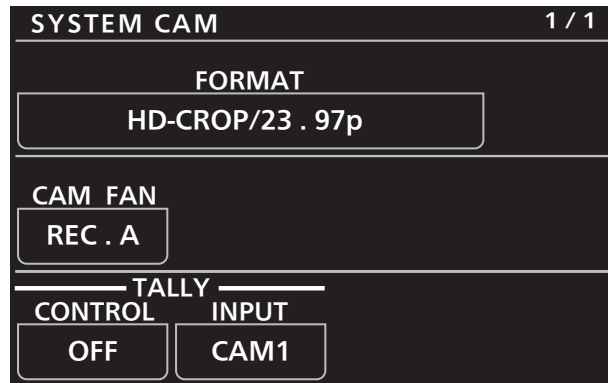 SYSTEM CAM 1 / 1
FORMAT
HD-CROP/23 . 97p
CAM FAN
REC . A
TALLY
CONTROL INPUT
OFF CAM1